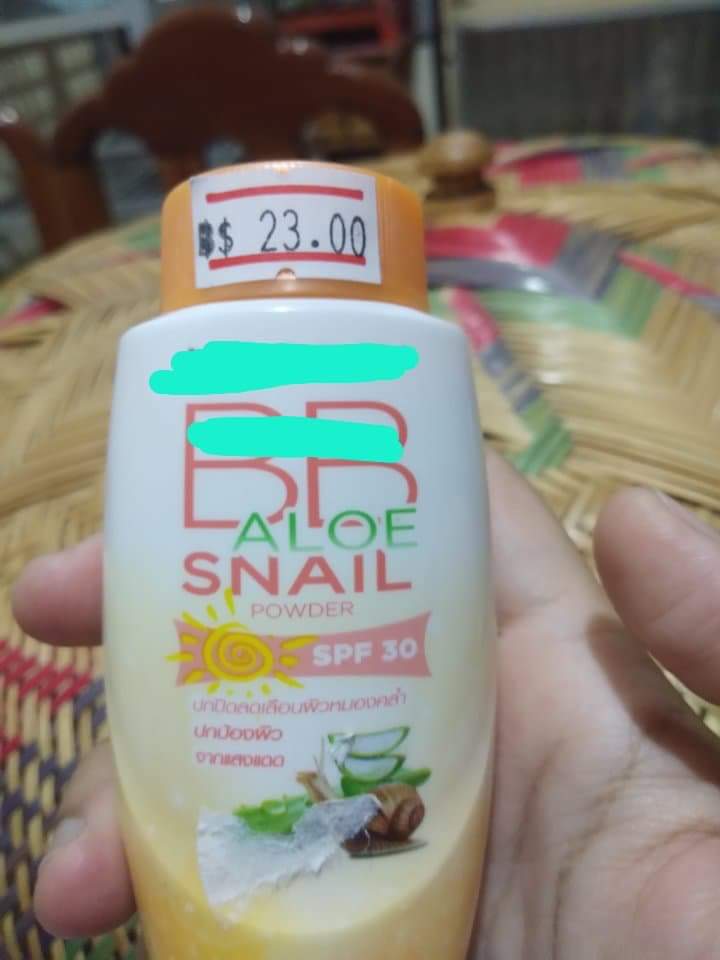 B$ 23.00
BB
ALOE
SNAIL
POWDER
SPF 30
ปกปิดลดเลือนผิวหมองคล้ำ
ปกป้องผิว
จากแสงแดด